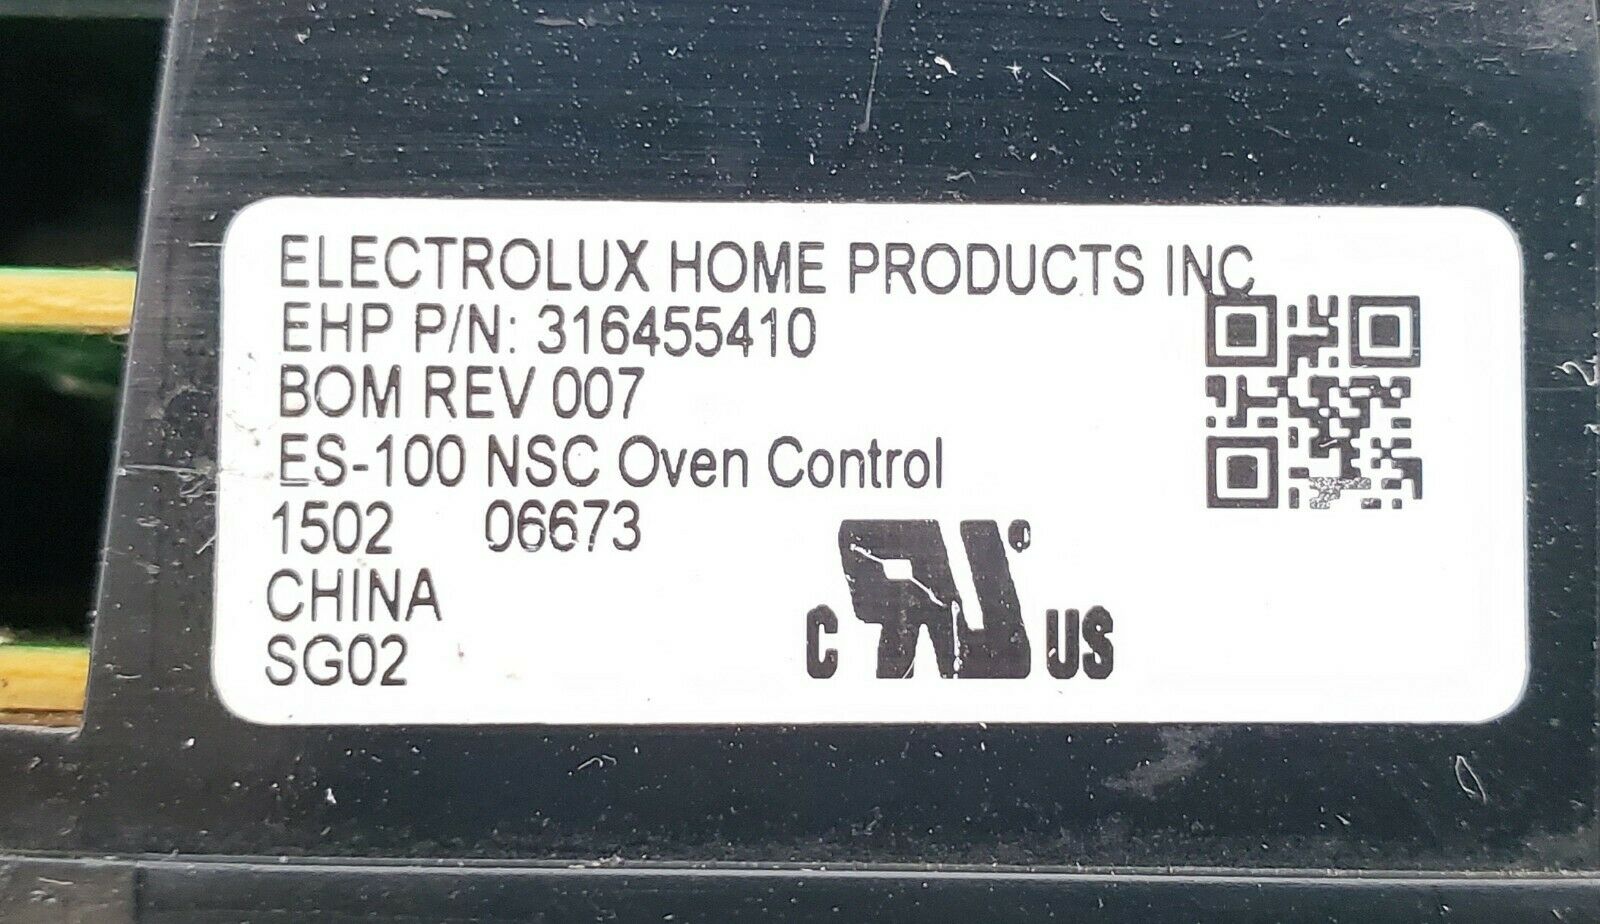 ELECTROLUX HOME PRODUCTS INC
EHP P/N: 316455410
BOM REV 007
ES-100 NSC Oven Control
1502 06673
CHINA
SG02
C US